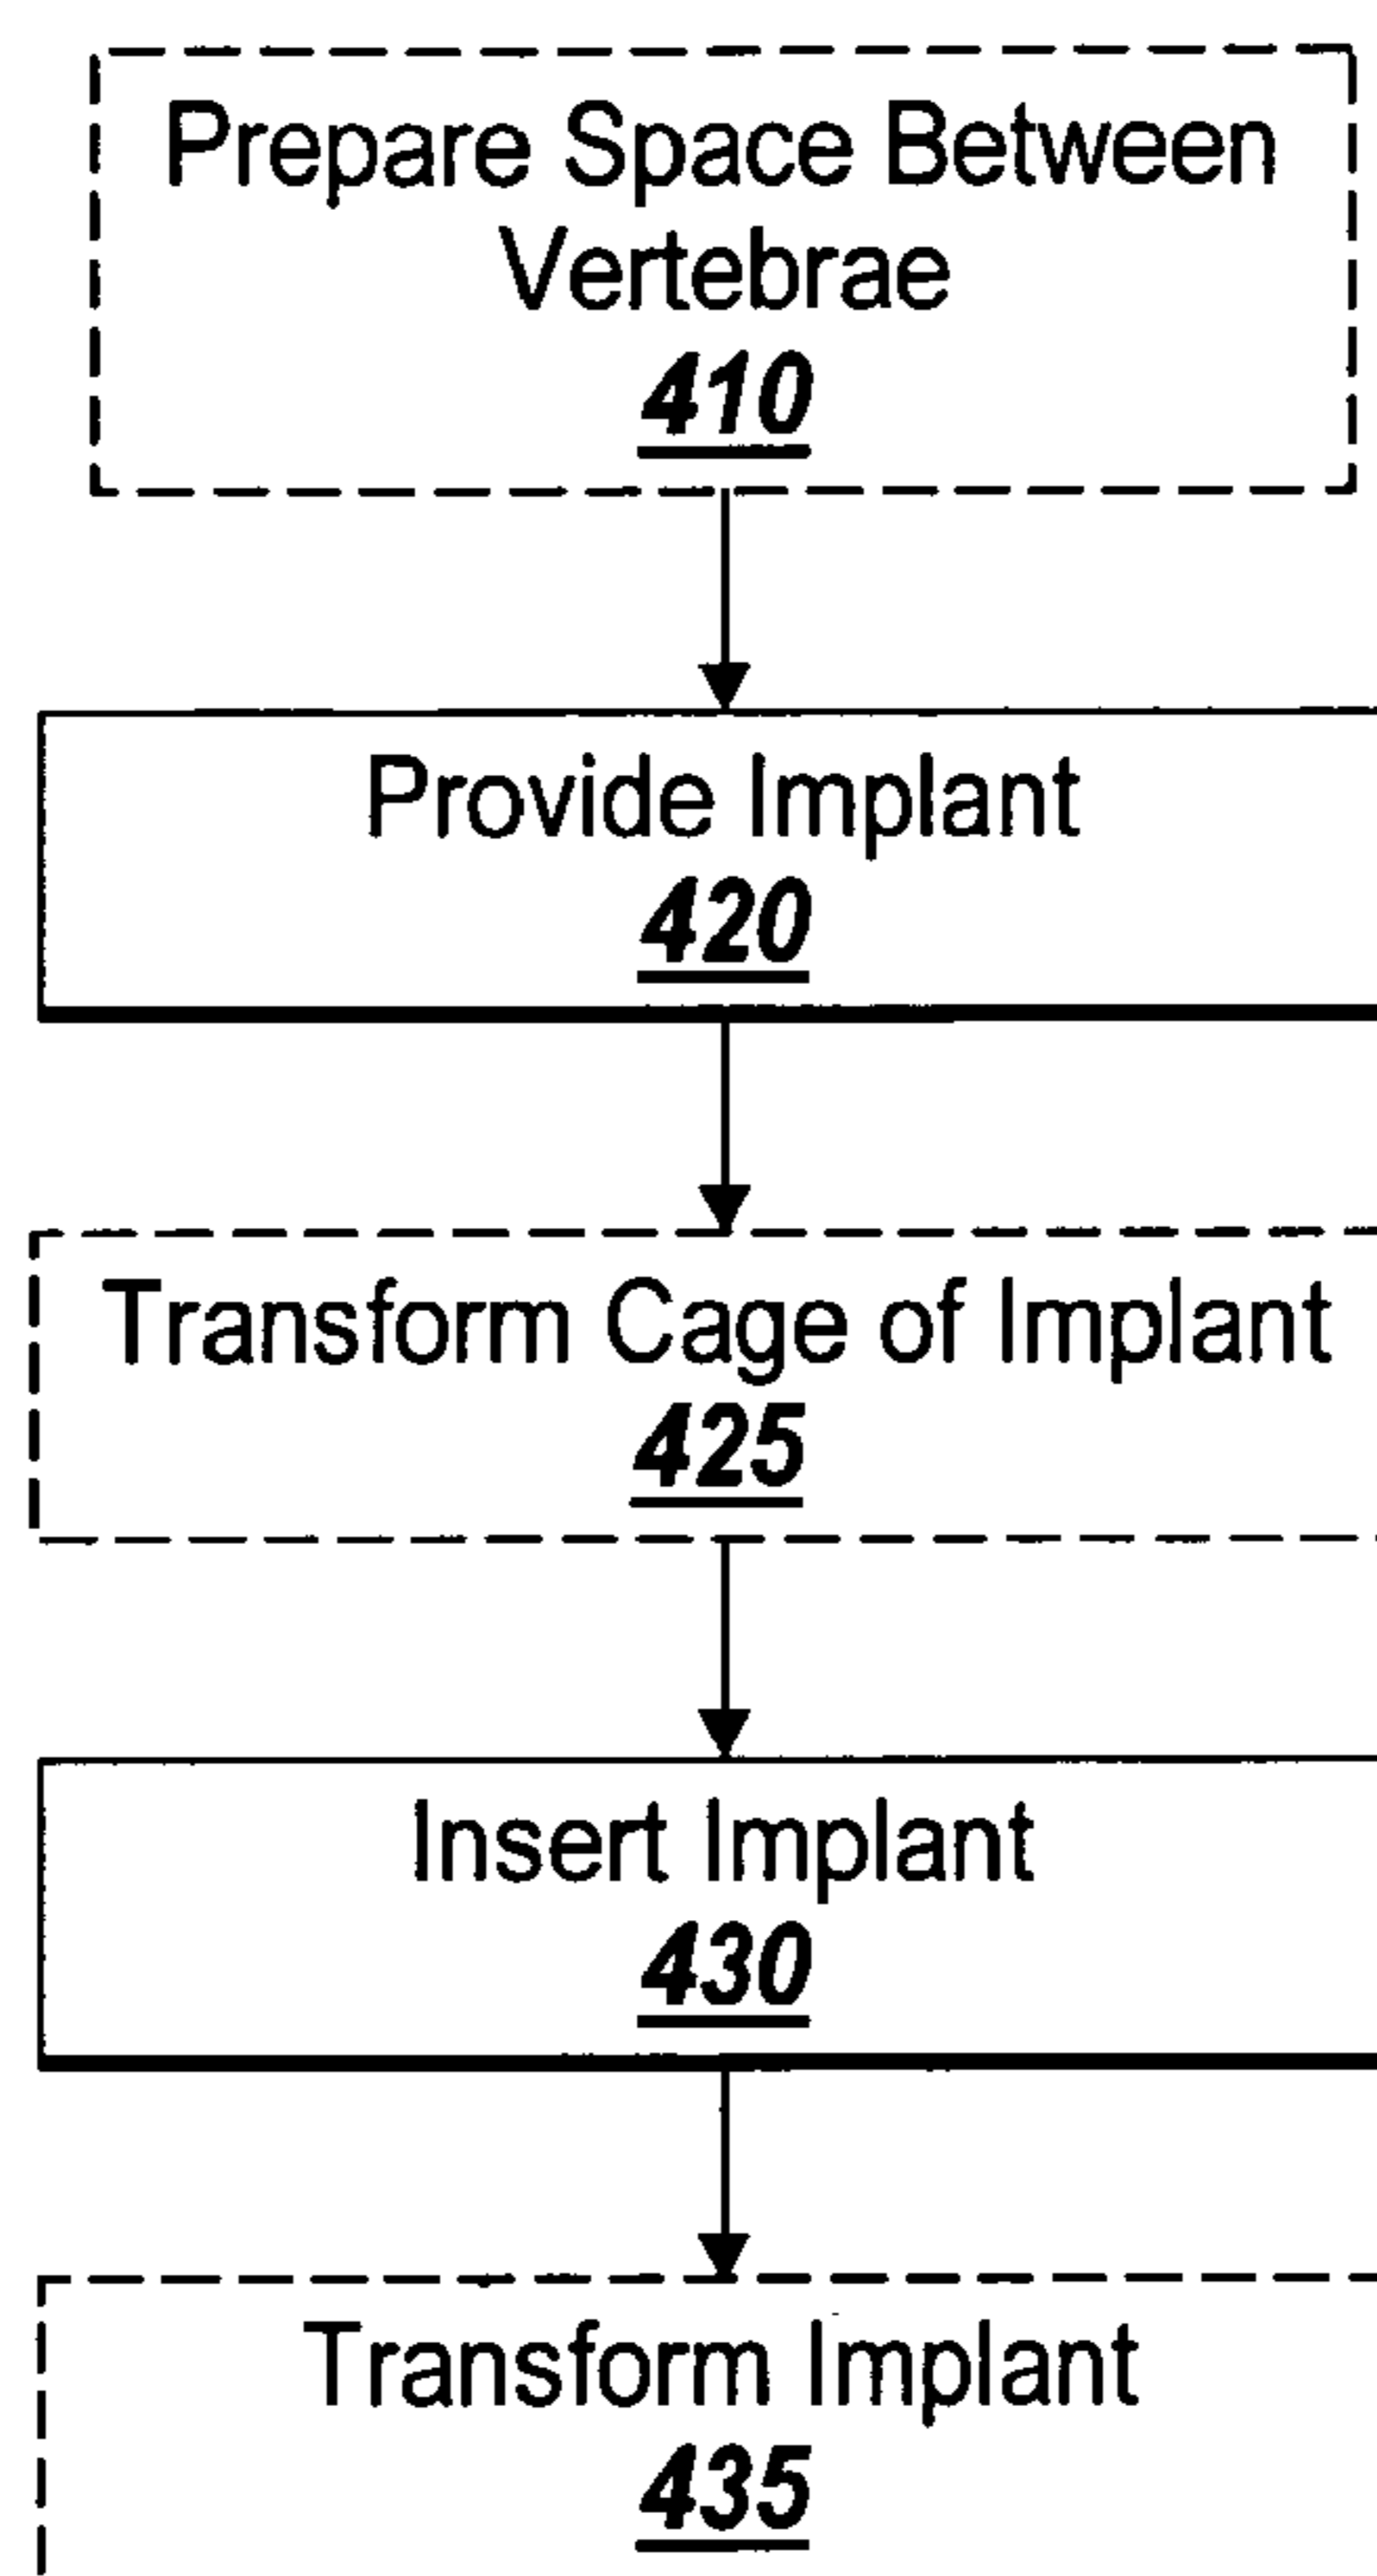 Prepare Space Between
Vertebrae
410
Provide Implant
420
Transform Cage of Implant
425
Insert Implant
430
Transform Implant
435